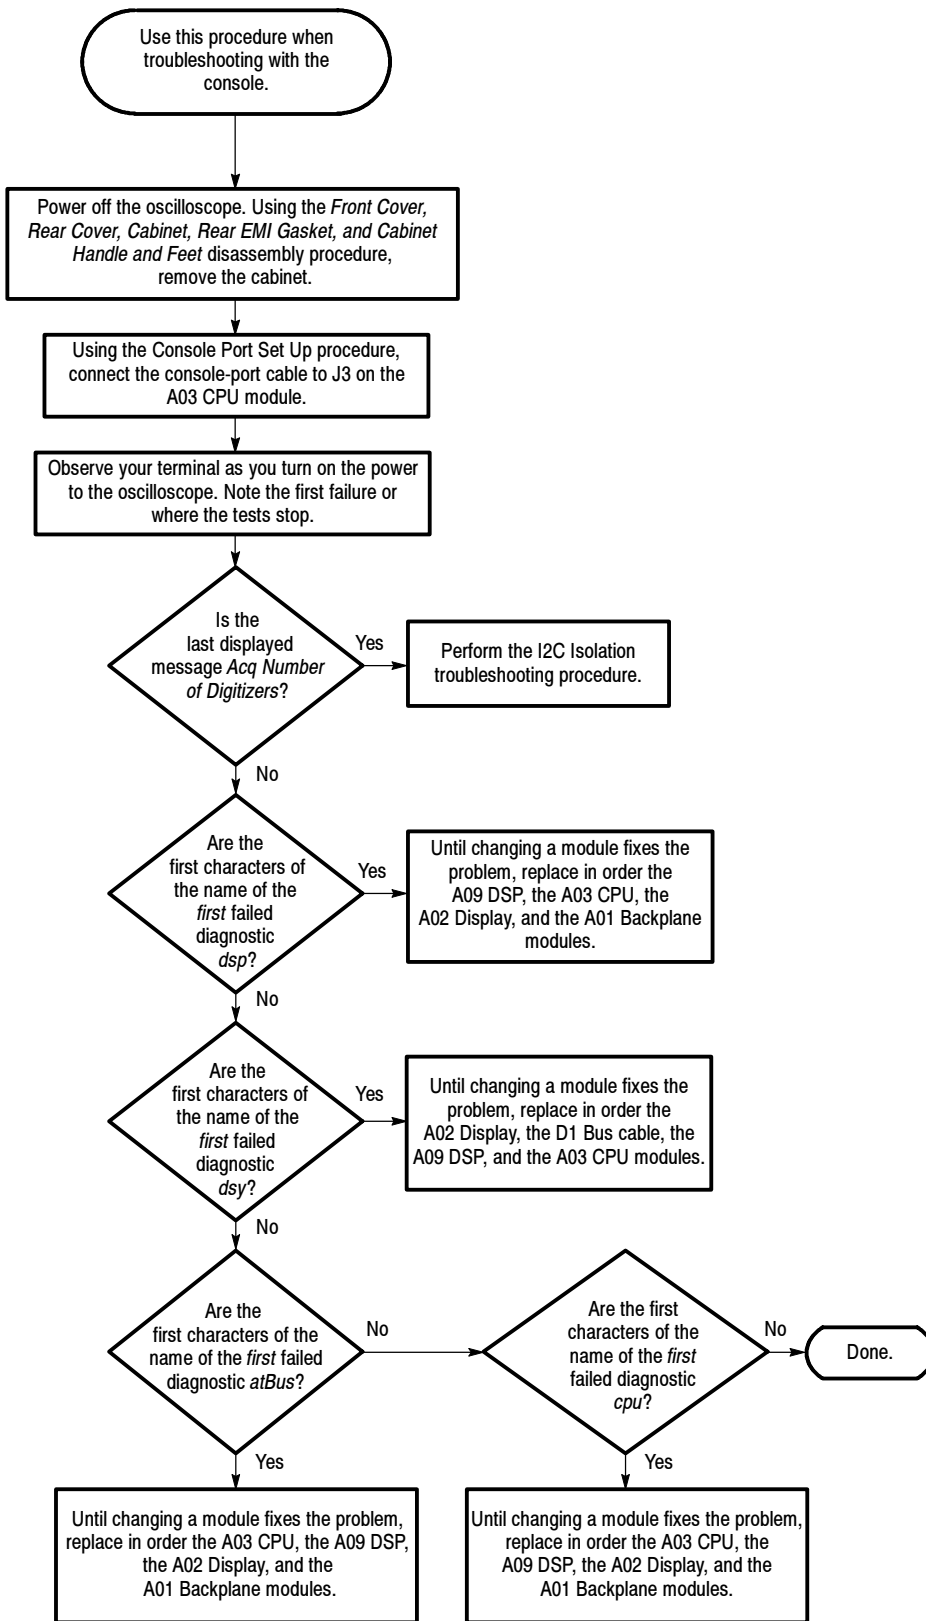 Use this procedure when
troubleshooting with the
console.
Power off the oscilloscope. Using the Front Cover,
Rear Cover, Cabinet, Rear EMI Gasket, and Cabinet
Handle and Feet disassembly procedure,
remove the cabinet.
Using the Console Port Set Up procedure,
connect the console-port cable to J3 on the
A03 CPU module.
Observe your terminal as you turn on the power
to the oscilloscope. Note the first failure or
where the tests stop.
Is the
last displayed
message Acq Number
of Digitizers?
Yes
Perform the I2C Isolation
troubleshooting procedure.
No
Are the
first characters of
the name of the
first failed
diagnostic
dsp?
Yes
Until changing a module fixes the
problem, replace in order the
A09 DSP, the A03 CPU, the
A02 Display, and the A01 Backplane
modules.
No
Are the
first characters of
the name of the
first failed
diagnostic
dsy?
Yes
Until changing a module fixes the
problem, replace in order the
A02 Display, the D1 Bus cable, the
A09 DSP, and the A03 CPU modules.
No
Are the
first characters of the
name of the first failed
diagnostic atBus?
No
Are the first
characters of the
name of the first
failed diagnostic
cpu?
No
Done.
Yes
Until changing a module fixes the problem,
replace in order the A03 CPU, the A09 DSP,
the A02 Display, and the
A01 Backplane modules.
Yes
Until changing a module fixes the problem,
replace in order the A03 CPU, the
A09 DSP, the A02 Display, and the
A01 Backplane modules.